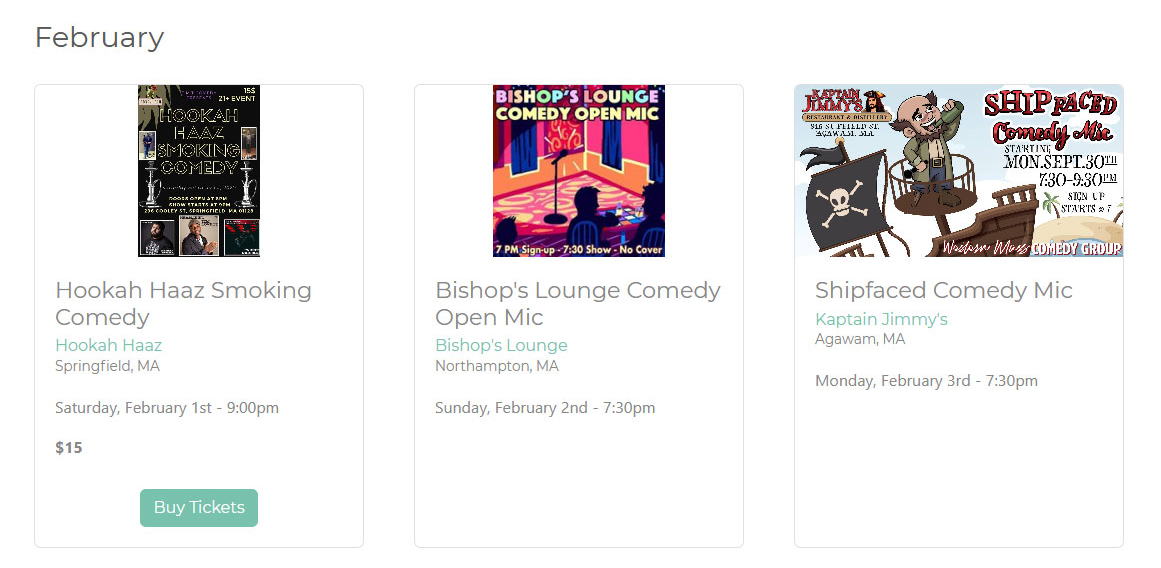 February
I.M.T COMEDY
PRESENTS
15$
21+ EVENT
HOOKAH
HAAZ
SMOKING
COMEDY
DOORS OPEN AT 8PM
SHOW STARTS AT 9PM
296 COOLEY ST, SPRINGFIELD, MA 01129
Hookah Haaz Smoking
Comedy
Hookah Haaz
Springfield, MA
Saturday, February 1st - 9:00pm
$15
Buy Tickets
BISHOP'S LOUNGE
COMEDY OPEN MIC
7 PM Sign-up - 7:30 Show - No Cover
Bishop's Lounge Comedy
Open Mic
Bishop's Lounge
Northampton, MA
Sunday, February 2nd - 7:30pm
KAPTAIN
JIMMY'S
RESTAURANT & DISTILLERY
916 SUFFIELD ST.
AGAWAM, MA
SHIPFACED
Comedy Mic
STARTING
MON.SEPT.30TH
7:30-9:30PM
SIGN UP
STARTS @ 7
Western Mass COMEDY GROUP
Shipfaced Comedy Mic
Kaptain Jimmy's
Agawam, MA
Monday, February 3rd - 7:30pm